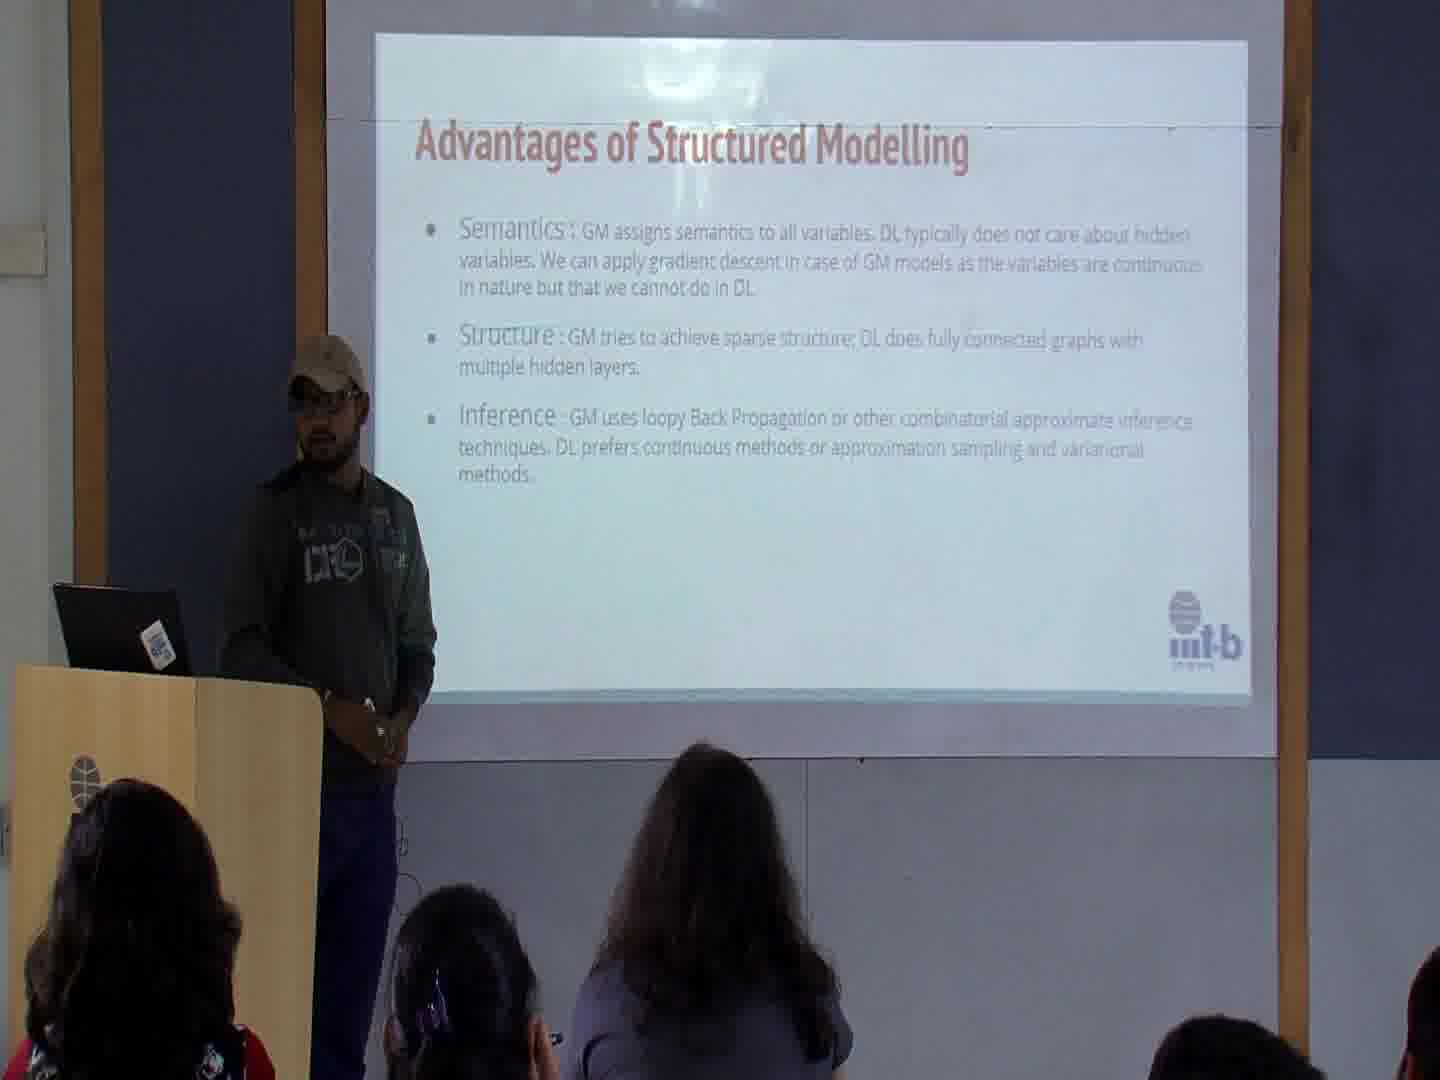 Advantages of Structured Modelling
• Semantics : GM assigns semantics to all variables. DL typically does not care about hidden
variables. We can apply gradient descent in case of GM models as the variables are continuous
in nature but that we cannot do in DL.
• Structure : GM tries to achieve sparse structure; DL does fully connected graphs with
multiple hidden layers.
• Inference : GM uses loopy Back Propagation or other combinatorial approximate inference
techniques. DL prefers continuous methods or approximation sampling and variational
methods.
iiit-b